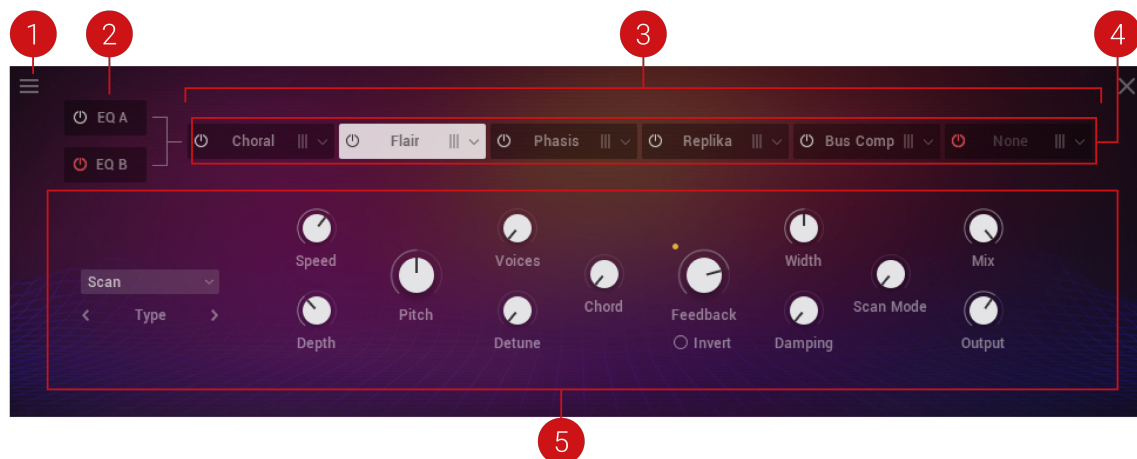 1
2
3
4
EQ A
EQ B
Choral
Flair
Phasis
Replika
Bus Comp
None
Scan
Type
Speed
Depth
Pitch
Voices
Detune
Chord
Feedback
Invert
Width
Damping
Scan Mode
Mix
Output
5